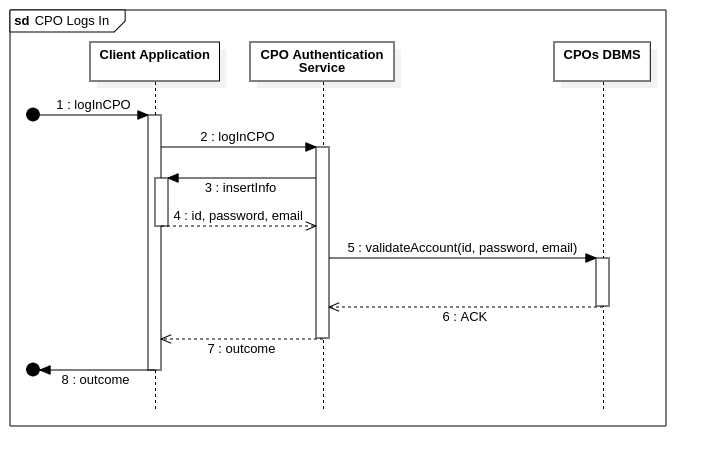 sd CPO Logs In
Client Application
CPO Authentication
Service
CPOs DBMS
1 : logInCPO
2 : logInCPO
3 : insertInfo
4 : id, password, email
5 : validateAccount(id, password, email)
6 : ACK
7 : outcome
8 : outcome